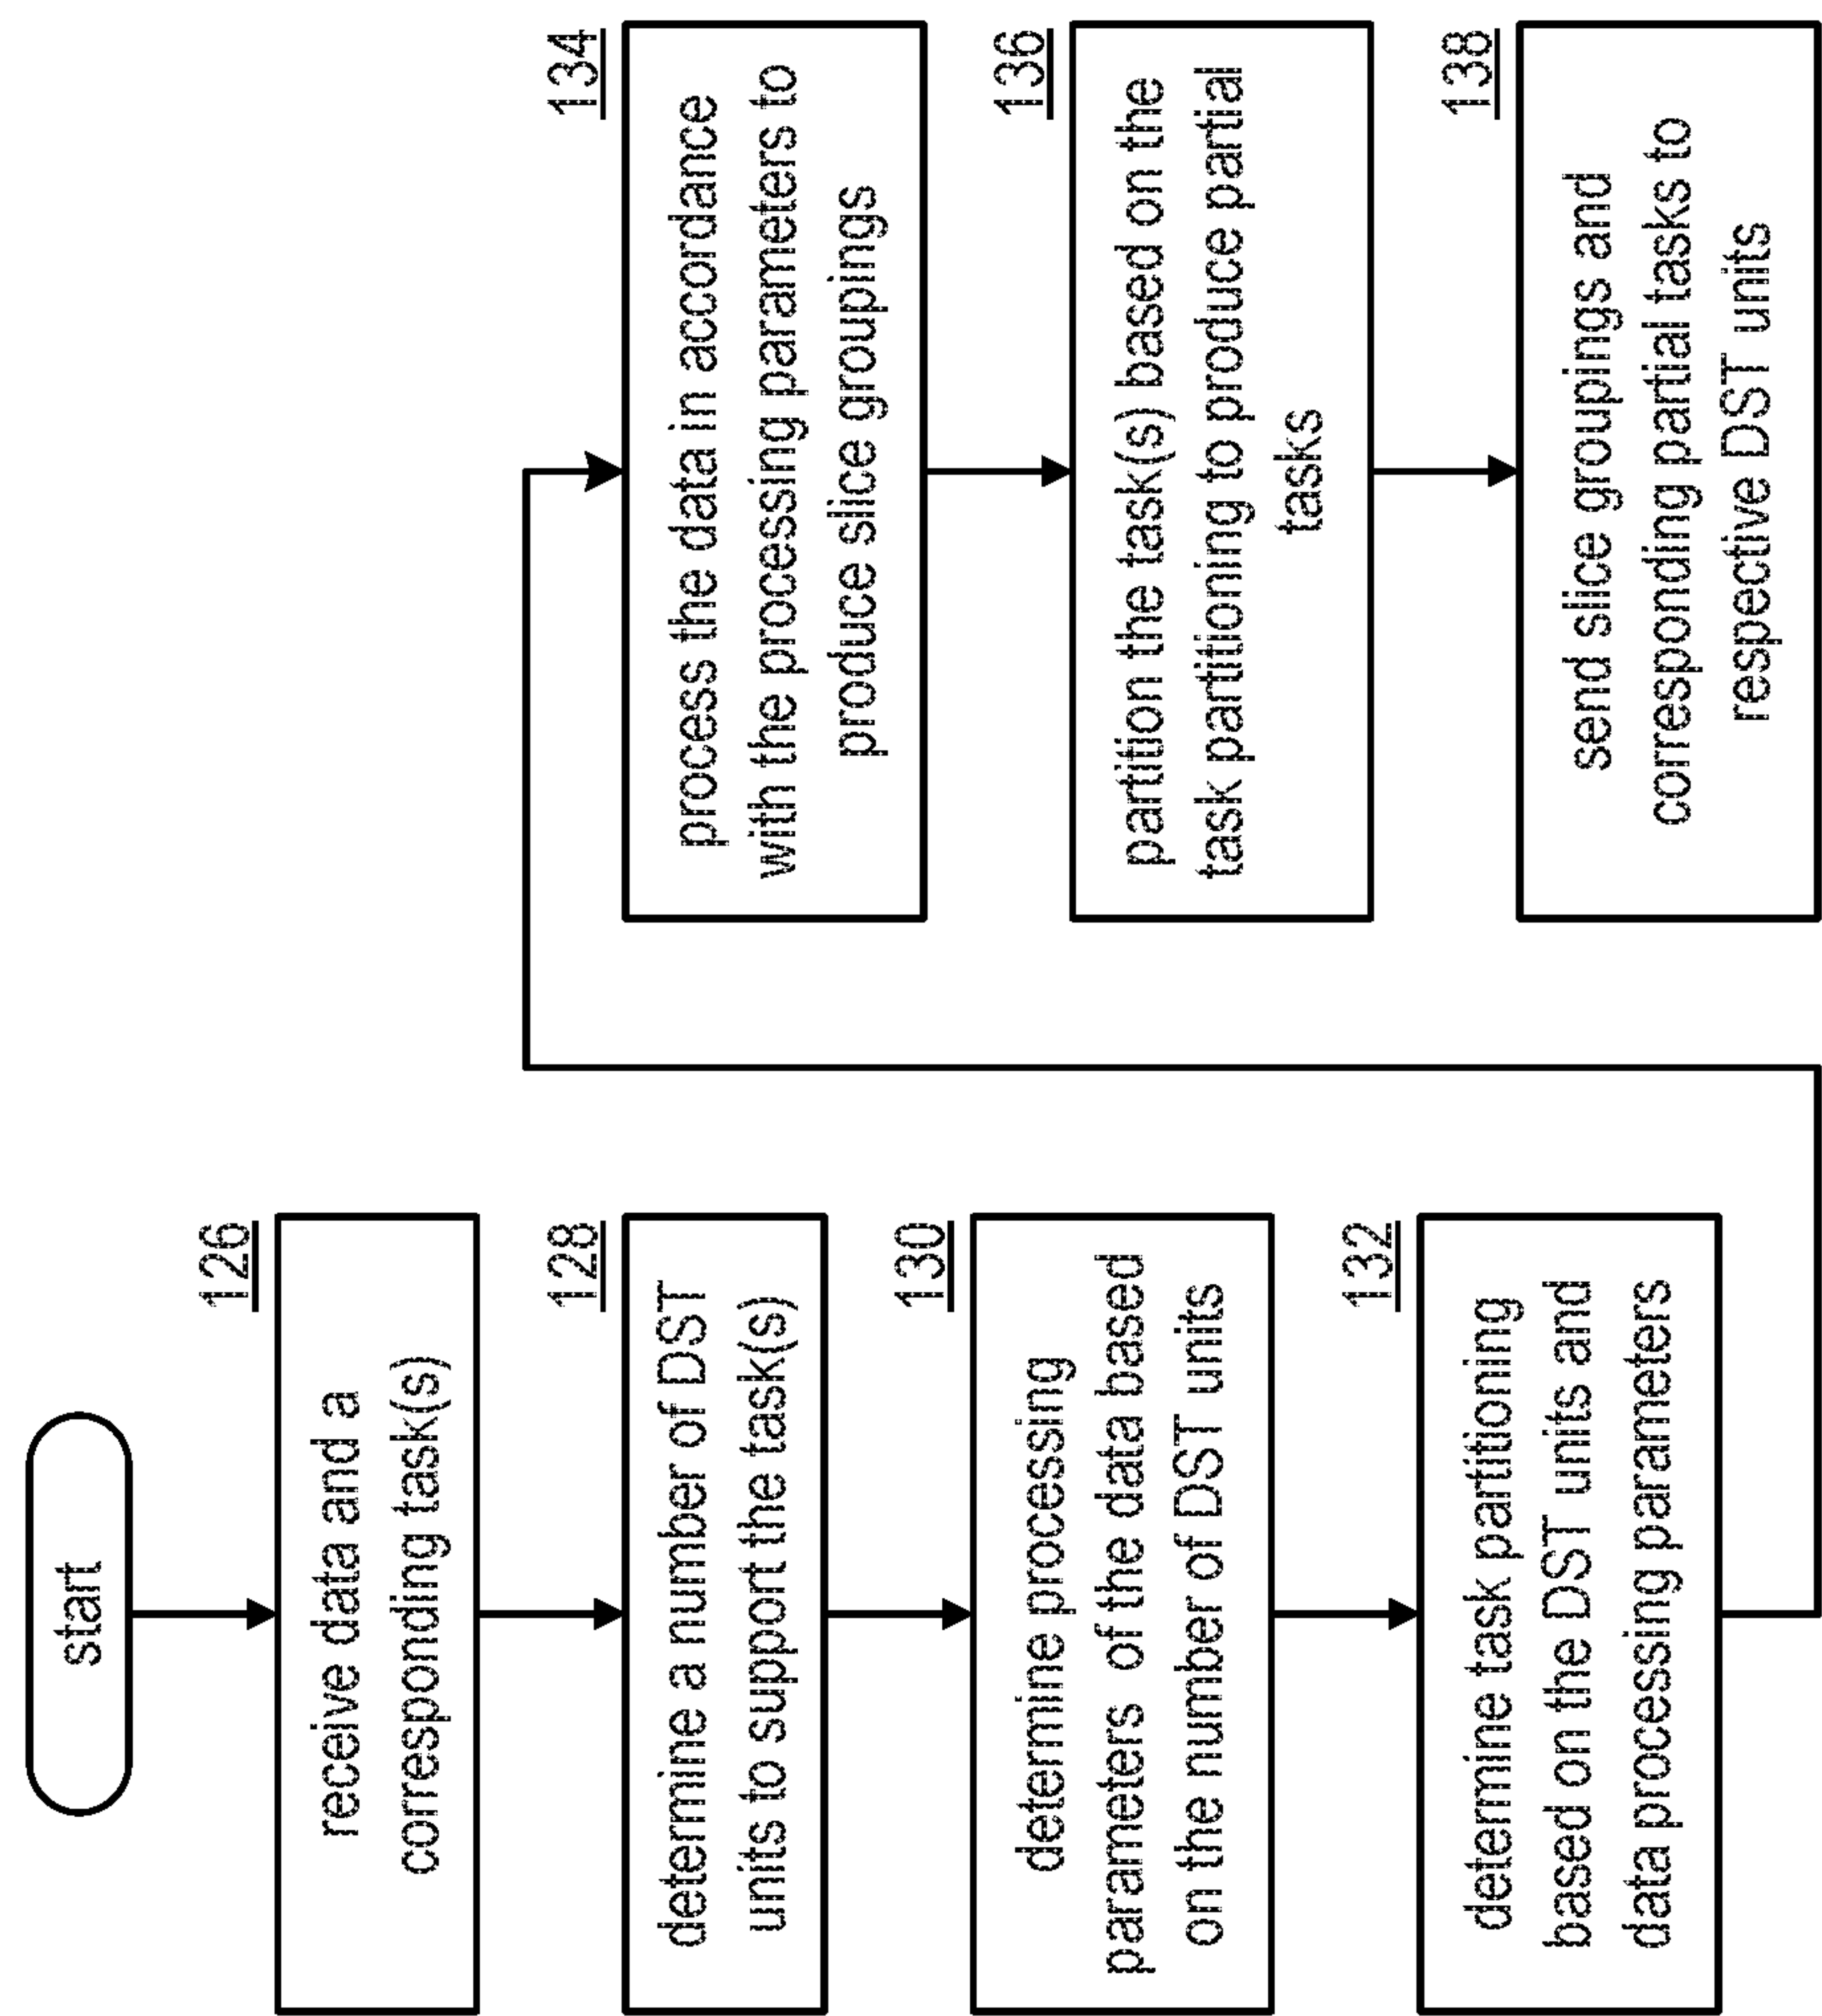 start
126
receive data and a
corresponding task(s)
128
determine a number of DST
units to support the task(s)
130
determine processing
parameters of the data based
on the number of DST units
132
determine task partitioning
based on the DST units and
data processing parameters
134
process the data in accordance
with the processing parameters to
produce slice groupings
136
partition the task(s) based on the
task partitioning to produce partial
tasks
138
send slice groupings and
corresponding partial tasks to
respective DST units